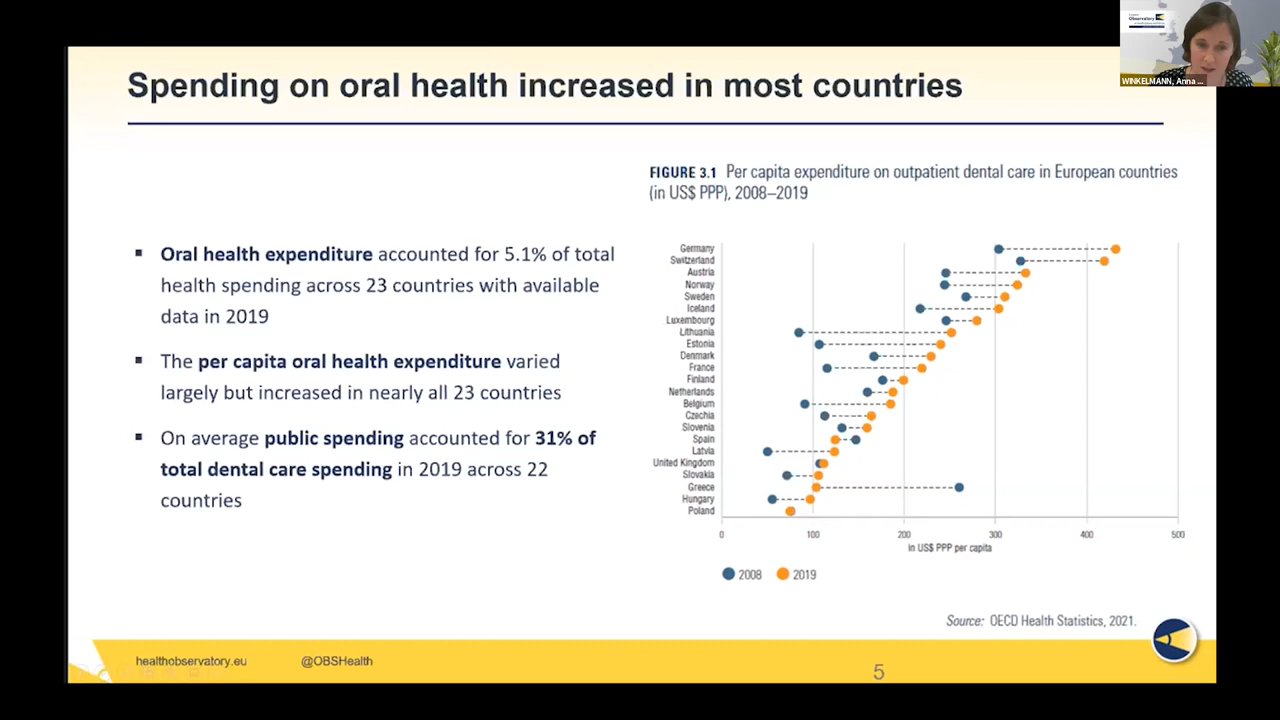 Spending on oral health increased in most countries
Observatory
WINKELMANN, Anna ...
FIGURE 3.1 Per capita expenditure on outpatient dental care in European countries
(in US$ PPP), 2008–2019
▪ Oral health expenditure accounted for 5.1% of total
health spending across 23 countries with available
data in 2019
▪ The per capita oral health expenditure varied
largely but increased in nearly all 23 countries
▪ On average public spending accounted for 31% of
total dental care spending in 2019 across 22
countries
Germany
Switzerland
Austria
Norway
Sweden
Iceland
Luxembourg
Lithuania
Estonia
Denmark
France
Finland
Netherlands
Belgium
Czechia
Slovenia
Spain
Latvia
United Kingdom
Slovakia
Greece
Hungary
Poland
0 100 200 300 400 500
in US$ PPP per capita
2008 2019
Source: OECD Health Statistics, 2021.
healthobservatory.eu @OBSHealth
5